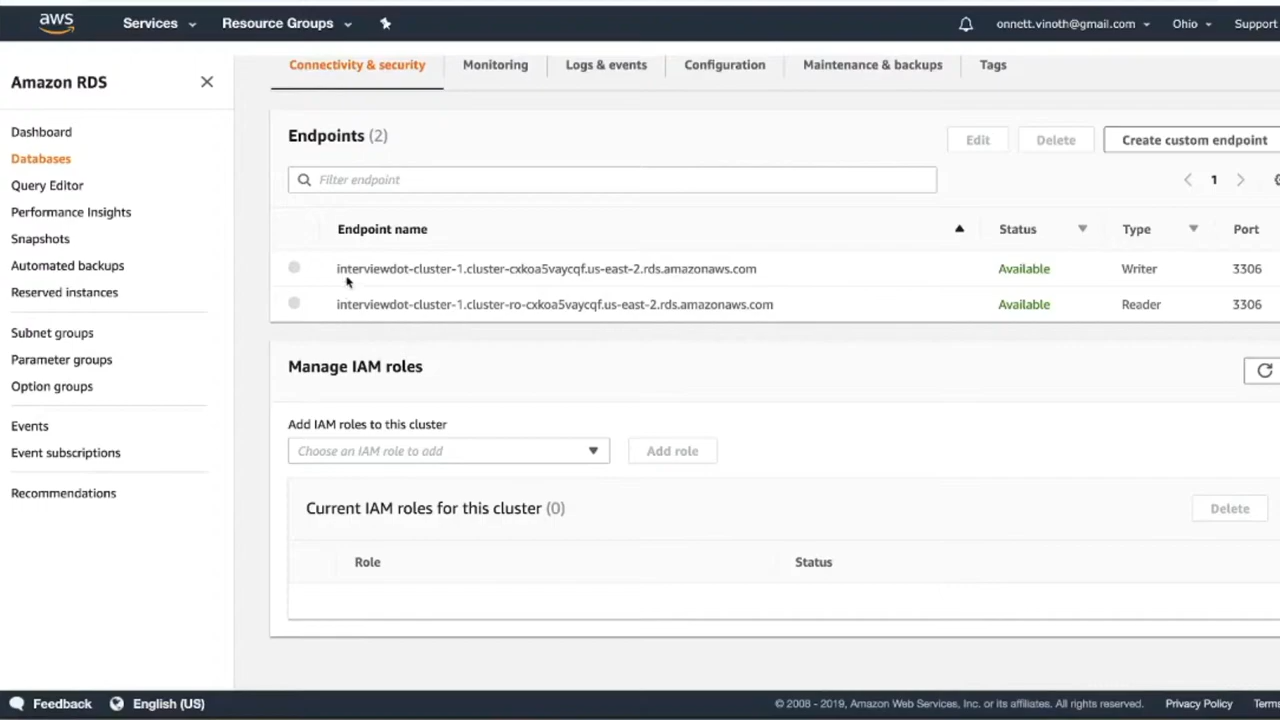 aws Services Resource Groups onnett.vinoth@gmail.com Ohio Support
Amazon RDS
Dashboard
Databases
Query Editor
Performance Insights
Snapshots
Automated backups
Reserved instances
Subnet groups
Parameter groups
Option groups
Events
Event subscriptions
Recommendations
Connectivity & security Monitoring Logs & events Configuration Maintenance & backups Tags
Endpoints (2) Edit Delete Create custom endpoint
Filter endpoint 1
Endpoint name Status Type Port
interviewdot-cluster-1.cluster-cxkoa5vaycqf.us-east-2.rds.amazonaws.com Available Writer 3306
interviewdot-cluster-1.cluster-ro-cxkoa5vaycqf.us-east-2.rds.amazonaws.com Available Reader 3306
Manage IAM roles
Add IAM roles to this cluster
Choose an IAM role to add Add role
Current IAM roles for this cluster (0) Delete
Role Status
Feedback English (US) © 2008 - 2019, Amazon Web Services, Inc. or its affiliates. All rights reserved. Privacy Policy Terms